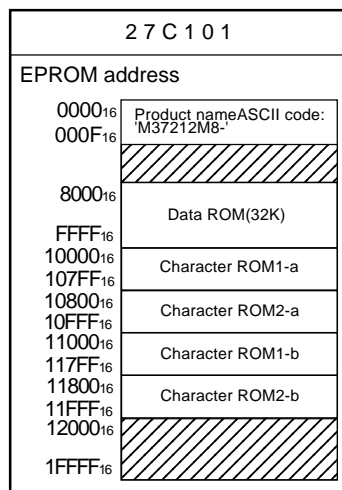 27C101
EPROM address
0000₁₆
Product nameASCII code:
'M37212M8-'
000F₁₆
8000₁₆
Data ROM(32K)
FFFF₁₆
10000₁₆
Character ROM1-a
107FF₁₆
10800₁₆
Character ROM2-a
10FFF₁₆
11000₁₆
Character ROM1-b
117FF₁₆
11800₁₆
Character ROM2-b
11FFF₁₆
12000₁₆
1FFFF₁₆